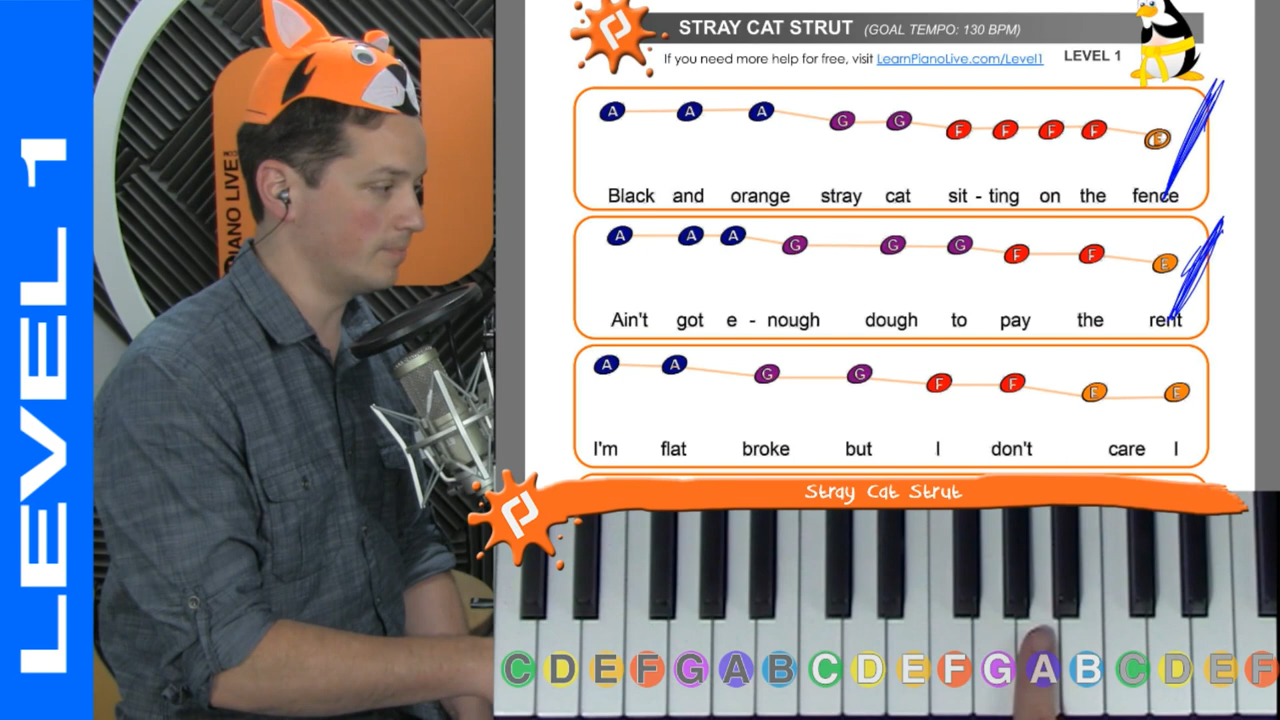 LEVEL 1
PIANO LIVE
STRAY CAT STRUT (GOAL TEMPO: 130 BPM)
If you need more help for free, visit LearnPianoLive.com/Level1 LEVEL 1
A A A G G F F F F E
Black and orange stray cat sit - ting on the fence
A A A G G G F F E
Ain't got e - nough dough to pay the rent
A A G G F F E E
I'm flat broke but I don't care I
Stray Cat Strut
C D E F G A B C D E F G A B C D E F